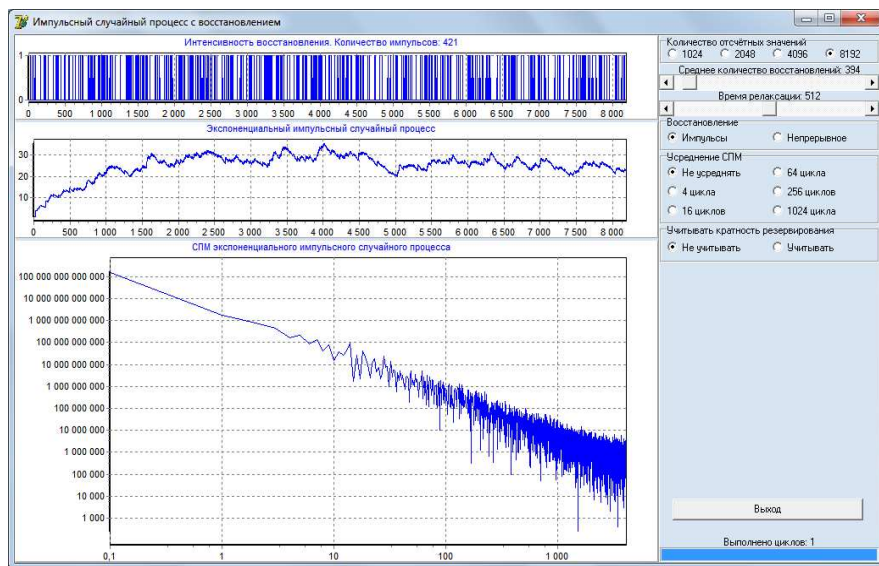 Импульсный случайный процесс с восстановлением
Интенсивность восстановления. Количество импульсов: 421
1
0
0 500 1 000 1 500 2 000 2 500 3 000 3 500 4 000 4 500 5 000 5 500 6 000 6 500 7 000 7 500 8 000
Экспоненциальный импульсный случайный процесс
30
20
10
0 500 1 000 1 500 2 000 2 500 3 000 3 500 4 000 4 500 5 000 5 500 6 000 6 500 7 000 7 500 8 000
СПМ экспоненциального импульсного случайного процесса
100 000 000 000 000
10 000 000 000 000
1 000 000 000 000
100 000 000 000
10 000 000 000
1 000 000 000
100 000 000
10 000 000
1 000 000
100 000
10 000
1 000
0,1 1 10 100 1 000
Количество отсчётных значений
1024 2048 4096 8192
Среднее количество восстановлений: 394
Время релаксации: 512
Восстановление
Импульсы Непрерывное
Усреднение СПМ
Не усреднять 64 цикла
4 цикла 256 циклов
16 циклов 1024 цикла
Учитывать кратность резервирования
Не учитывать Учитывать
Выход
Выполнено циклов: 1